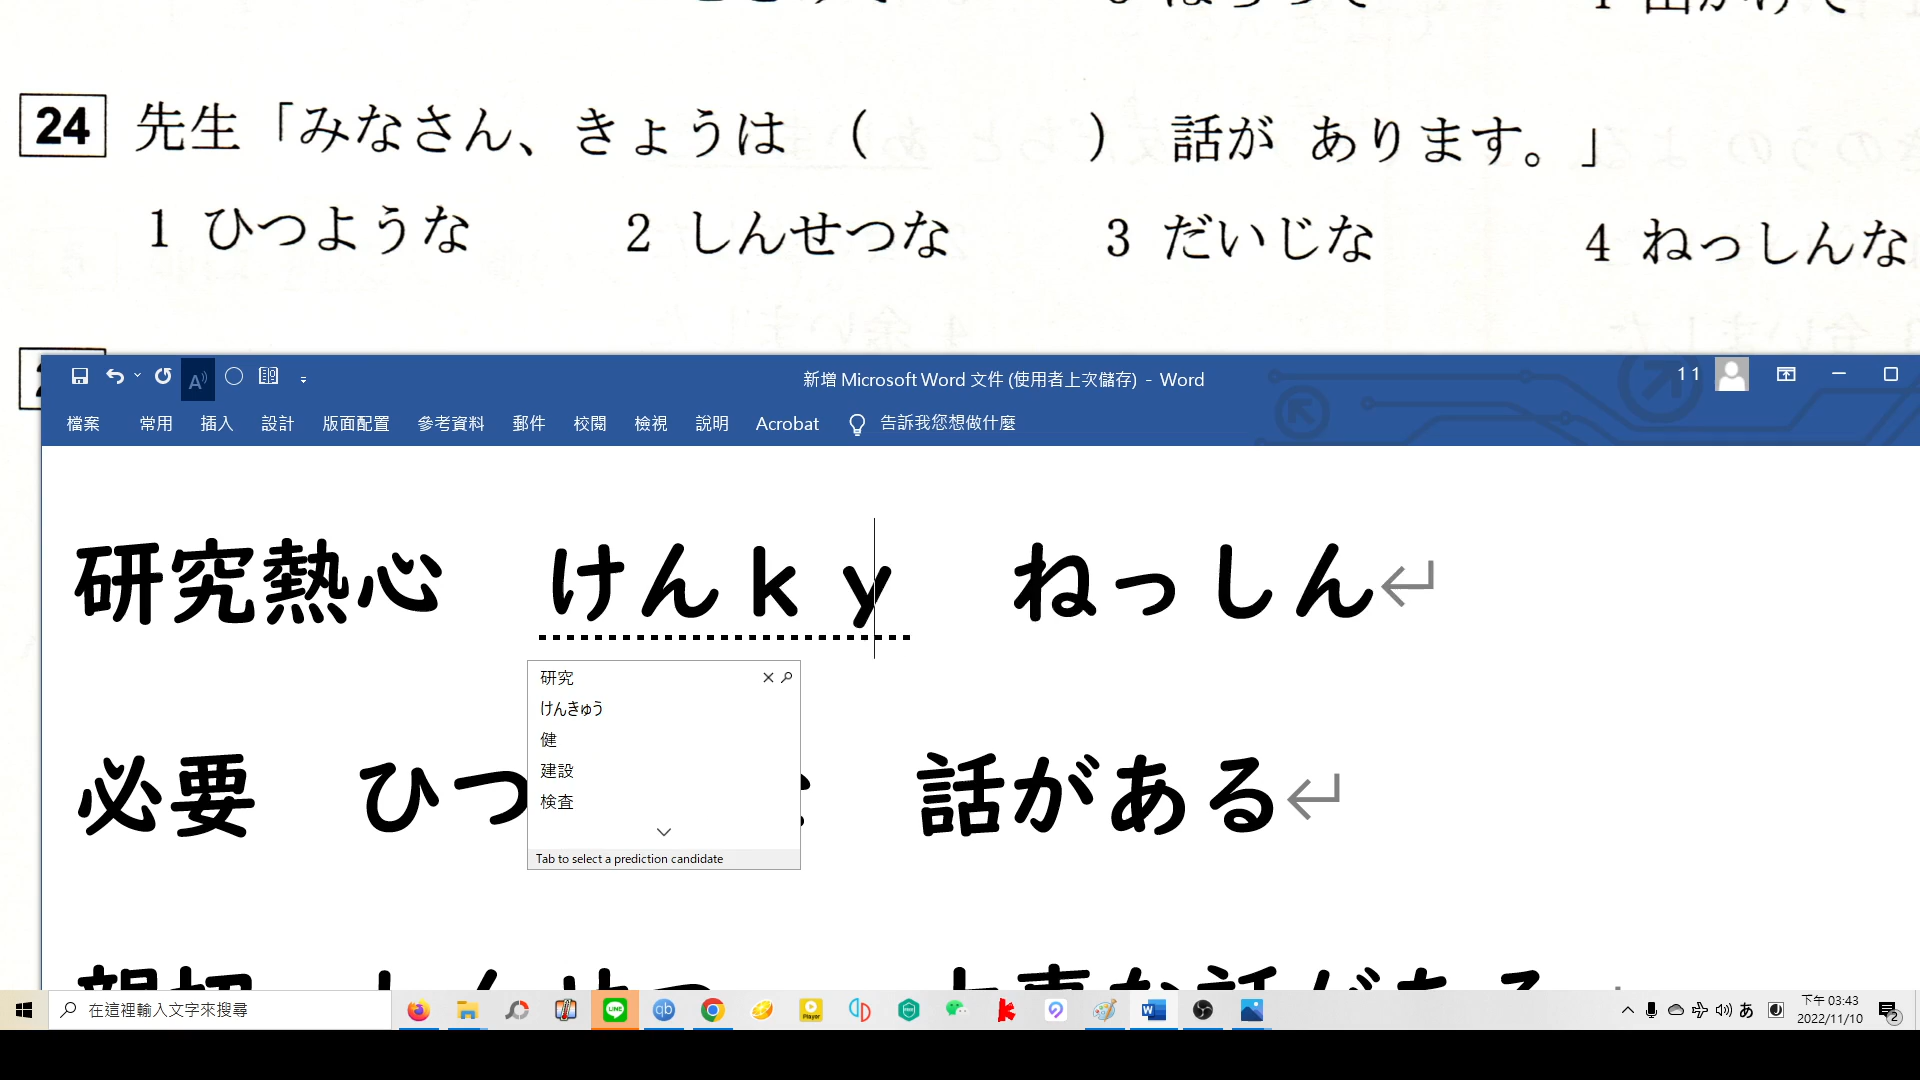 24 先生「みなさん、きょうは （　　　） 話が あります。」
1 ひつような 2 しんせつな 3 だいじな 4 ねっしんな
新增 Microsoft Word 文件 (使用者上次儲存) - Word
1 1
檔案 常用 插入 設計 版面配置 參考資料 郵件 校閱 檢視 說明 Acrobat 告訴我您想做什麼
研究熱心　けんｋｙ　ねっしん
必要　ひつ
話がある
研究
けんきゅう
健
建設
検査
Tab to select a prediction candidate
在這裡輸入文字來搜尋
あ
下午 03:43
2022/11/10
2